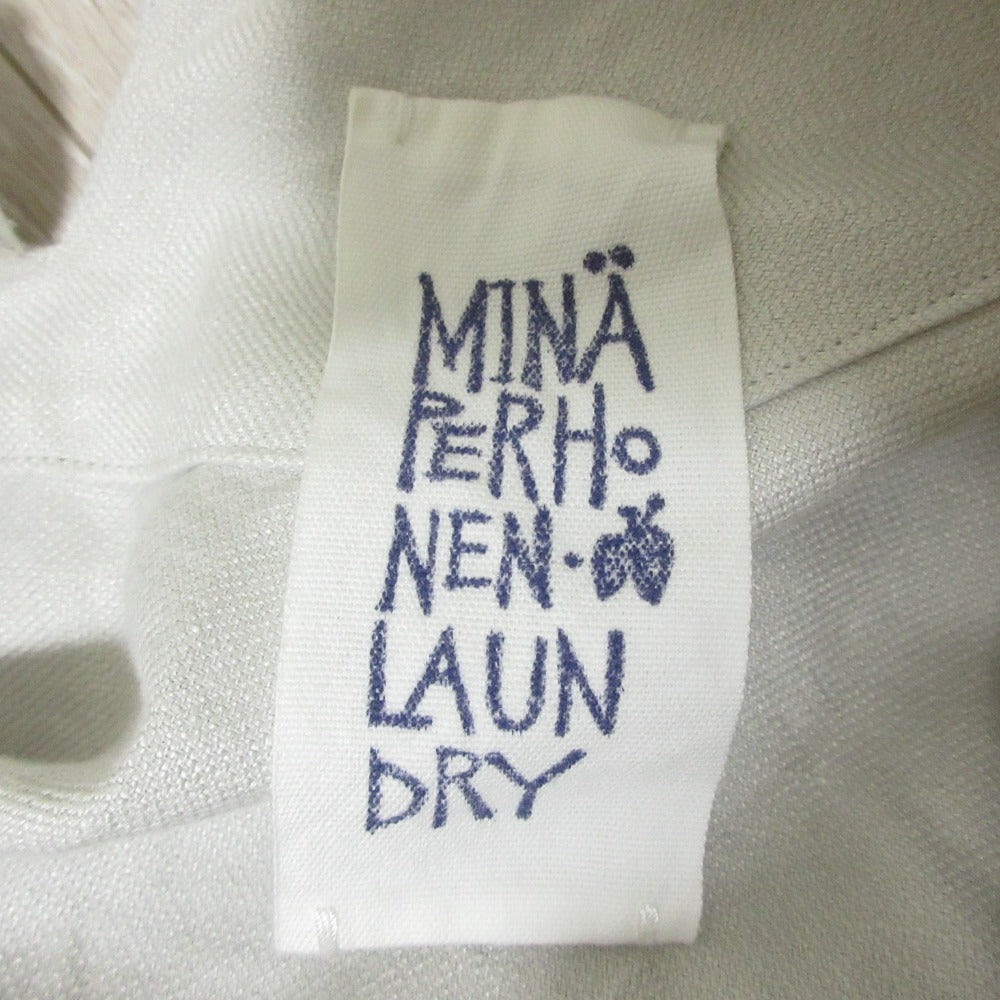 MINÄ
PERHO
NEN·
LAUN
DRY